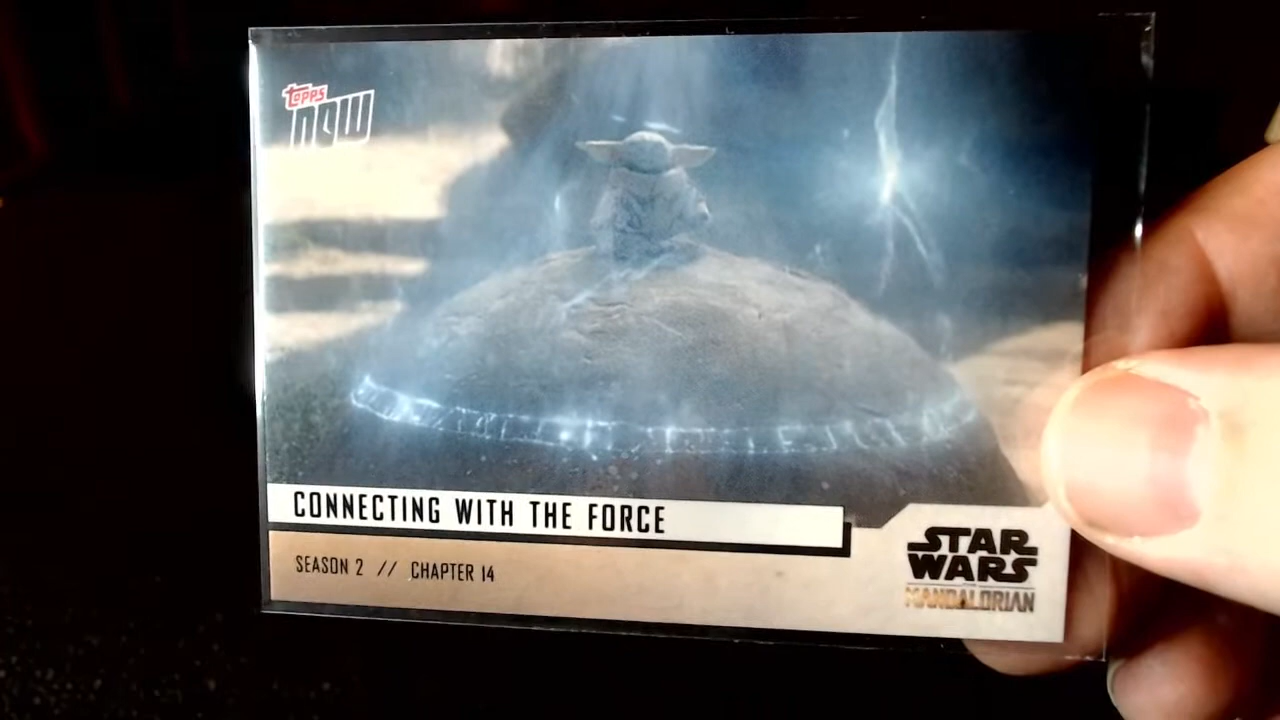 topps
now
CONNECTING WITH THE FORCE
SEASON 2 // CHAPTER 14
STAR
WARS
MANDALORIAN